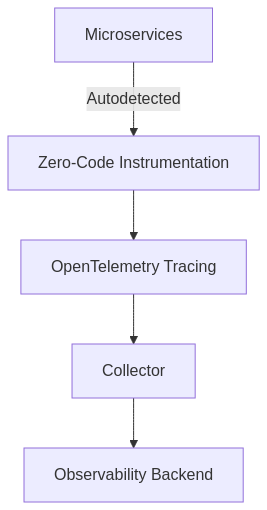 Microservices
Autodetected
Zero-Code Instrumentation
OpenTelemetry Tracing
Collector
Observability Backend